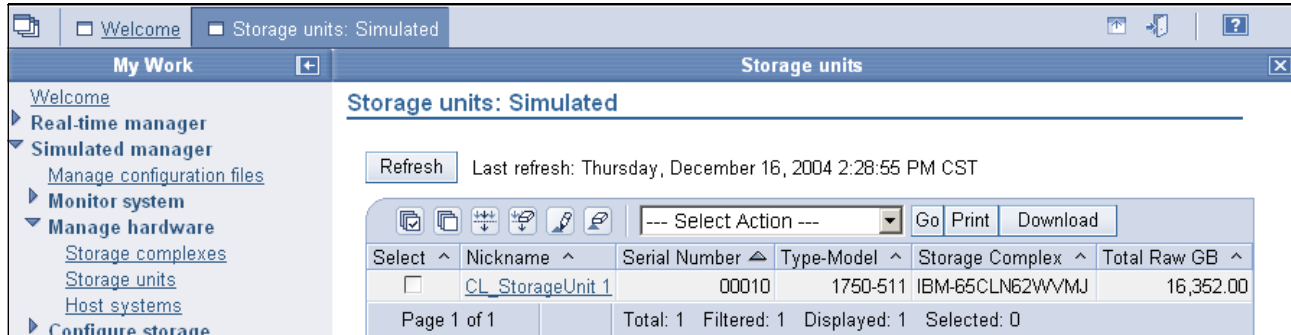 Welcome Storage units: Simulated ?
My Work Storage units
Welcome
Real-time manager
Simulated manager
Manage configuration files
Monitor system
Manage hardware
Storage complexes
Storage units
Host systems
Configure storage
Storage units: Simulated
Refresh Last refresh: Thursday, December 16, 2004 2:28:55 PM CST
--- Select Action --- Go Print Download
Select ^ Nickname ^ Serial Number Type-Model ^ Storage Complex ^ Total Raw GB ^
CL_StorageUnit 1 00010 1750-511 IBM-65CLN62WVMJ 16,352.00
Page 1 of 1 Total: 1 Filtered: 1 Displayed: 1 Selected: 0